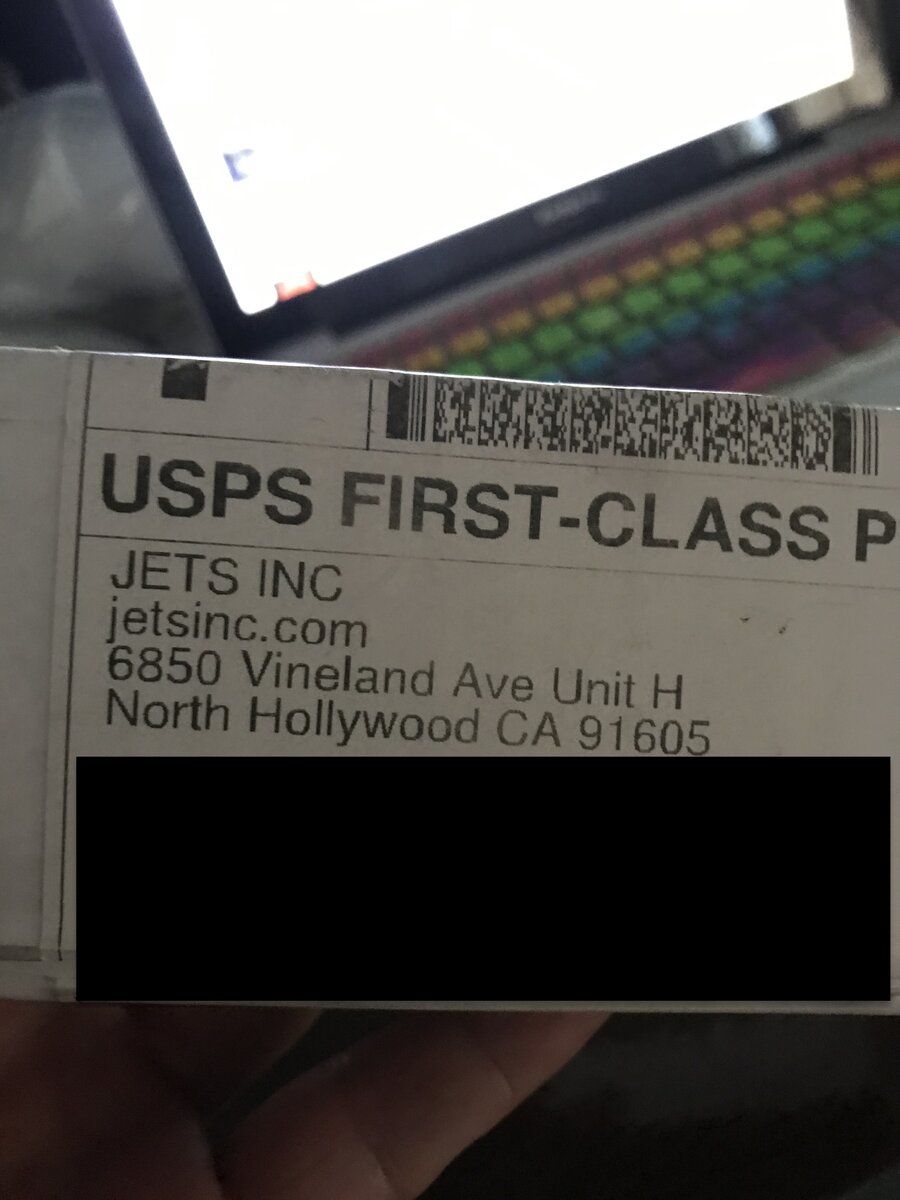 USPS FIRST-CLASS P
JETS INC
jetsinc.com
6850 Vineland Ave Unit H
North Hollywood CA 91605